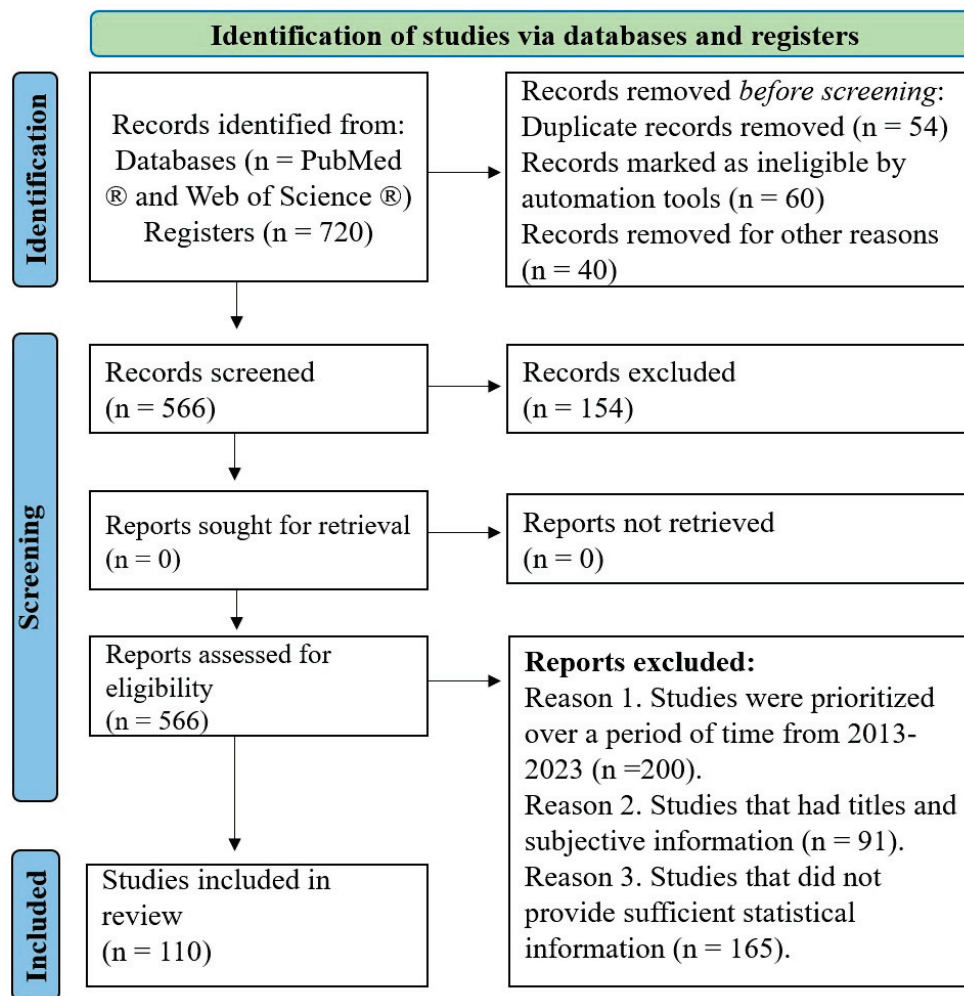 Identification of studies via databases and registers
Identification
Records identified from:
Databases (n = PubMed
® and Web of Science ®)
Registers (n = 720)
Records removed before screening:
Duplicate records removed (n = 54)
Records marked as ineligible by
automation tools (n = 60)
Records removed for other reasons
(n = 40)
Screening
Records screened
(n = 566)
Records excluded
(n = 154)
Reports sought for retrieval
(n = 0)
Reports not retrieved
(n = 0)
Reports assessed for
eligibility
(n = 566)
Reports excluded:
Reason 1. Studies were prioritized
over a period of time from 2013-
2023 (n =200).
Reason 2. Studies that had titles and
subjective information (n = 91).
Reason 3. Studies that did not
provide sufficient statistical
information (n = 165).
Included
Studies included in
review
(n = 110)